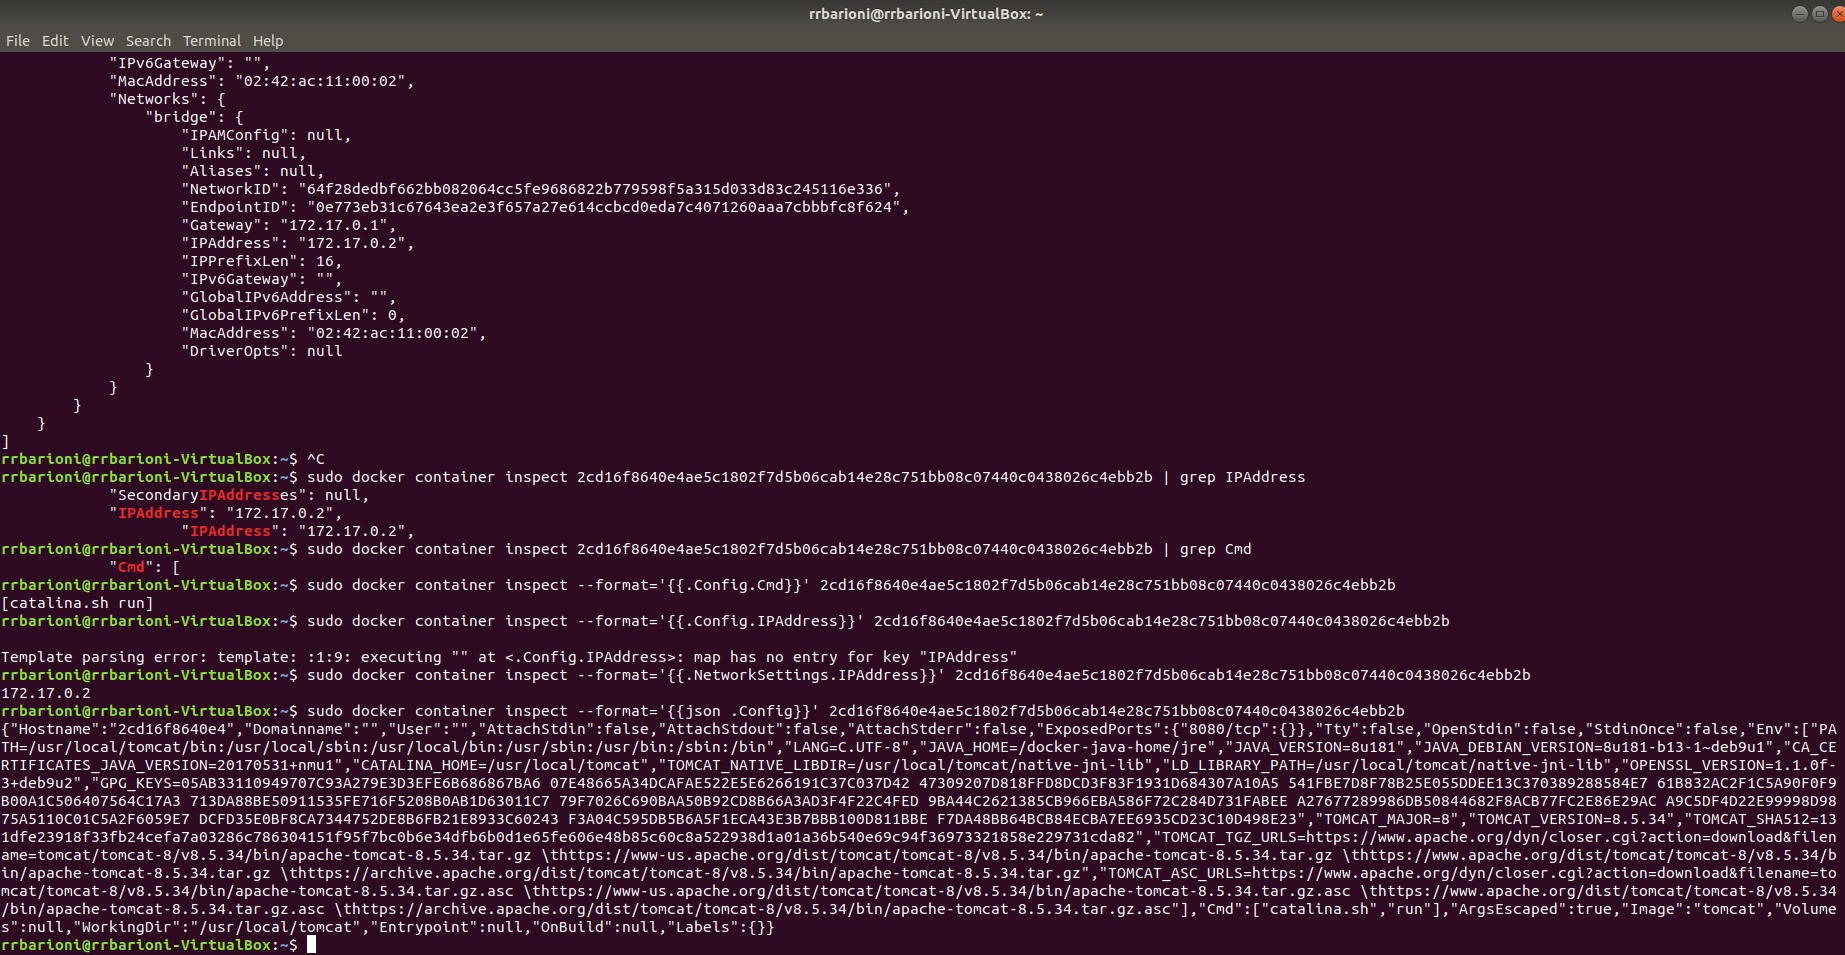 rrbarioni@rrbarioni-VirtualBox: ~
File Edit View Search Terminal Help
"IPv6Gateway": "",
"MacAddress": "02:42:ac:11:00:02",
"Networks": {
"bridge": {
"IPAMConfig": null,
"Links": null,
"Aliases": null,
"NetworkID": "64f28dedbf662bb082064cc5fe9686822b779598f5a315d033d83c245116e336",
"EndpointID": "0e773eb31c67643ea2e3f657a27e614ccbcd0eda7c4071260aaa7cbbbfc8f624",
"Gateway": "172.17.0.1",
"IPAddress": "172.17.0.2",
"IPPrefixLen": 16,
"IPv6Gateway": "",
"GlobalIPv6Address": "",
"GlobalIPv6PrefixLen": 0,
"MacAddress": "02:42:ac:11:00:02",
"DriverOpts": null
}
}
}
}
]
rrbarioni@rrbarioni-VirtualBox:~$ ^C
rrbarioni@rrbarioni-VirtualBox:~$ sudo docker container inspect 2cd16f8640e4ae5c1802f7d5b06cab14e28c751bb08c07440c0438026c4ebb2b | grep IPAddress
"SecondaryIPAddresses": null,
"IPAddress": "172.17.0.2",
"IPAddress": "172.17.0.2",
rrbarioni@rrbarioni-VirtualBox:~$ sudo docker container inspect 2cd16f8640e4ae5c1802f7d5b06cab14e28c751bb08c07440c0438026c4ebb2b | grep Cmd
"Cmd": [
rrbarioni@rrbarioni-VirtualBox:~$ sudo docker container inspect --format='{{.Config.Cmd}}' 2cd16f8640e4ae5c1802f7d5b06cab14e28c751bb08c07440c0438026c4ebb2b
[catalina.sh run]
rrbarioni@rrbarioni-VirtualBox:~$ sudo docker container inspect --format='{{.Config.IPAddress}}' 2cd16f8640e4ae5c1802f7d5b06cab14e28c751bb08c07440c0438026c4ebb2b
Template parsing error: template: :1:9: executing "" at <.Config.IPAddress>: map has no entry for key "IPAddress"
rrbarioni@rrbarioni-VirtualBox:~$ sudo docker container inspect --format='{{.NetworkSettings.IPAddress}}' 2cd16f8640e4ae5c1802f7d5b06cab14e28c751bb08c07440c0438026c4ebb2b
172.17.0.2
rrbarioni@rrbarioni-VirtualBox:~$ sudo docker container inspect --format='{{json .Config}}' 2cd16f8640e4ae5c1802f7d5b06cab14e28c751bb08c07440c0438026c4ebb2b
{"Hostname":"2cd16f8640e4","Domainname":"","User":"","AttachStdin":false,"AttachStdout":false,"AttachStderr":false,"ExposedPorts":{"8080/tcp":{}},"Tty":false,"OpenStdin":false,"StdinOnce":false,"Env":["PA
TH=/usr/local/tomcat/bin:/usr/local/sbin:/usr/local/bin:/usr/sbin:/usr/bin:/sbin:/bin","LANG=C.UTF-8","JAVA_HOME=/docker-java-home/jre","JAVA_VERSION=8u181","JAVA_DEBIAN_VERSION=8u181-b13-1~deb9u1","CA_CE
RTIFICATES_JAVA_VERSION=20170531+nmu1","CATALINA_HOME=/usr/local/tomcat","TOMCAT_NATIVE_LIBDIR=/usr/local/tomcat/native-jni-lib","LD_LIBRARY_PATH=/usr/local/tomcat/native-jni-lib","OPENSSL_VERSION=1.1.0f-
3+deb9u2","GPG_KEYS=05AB33110949707C93A279E3D3EFE6B686867BA6 07E48665A34DCAFAE522E5E6266191C37C037D42 47309207D818FFD8DCD3F83F1931D684307A10A5 541FBE7D8F78B25E055DDEE13C370389288584E7 61B832AC2F1C5A90F0F9
B00A1C506407564C17A3 713DA88BE50911535FE716F5208B0AB1D63011C7 79F7026C690BAA50B92CD8B66A3AD3F4F22C4FED 9BA44C2621385CB966EBA586F72C284D731FABEE A27677289986DB50844682F8ACB77FC2E86E29AC A9C5DF4D22E99998D98
75A5110C01C5A2F6059E7 DCFD35E0BF8CA7344752DE8B6FB21E8933C60243 F3A04C595DB5B6A5F1ECA43E3B7BBB100D811BBE F7DA48BB64BCB84ECBA7EE6935CD23C10D498E23","TOMCAT_MAJOR=8","TOMCAT_VERSION=8.5.34","TOMCAT_SHA512=13
1dfe23918f33fb24cefa7a03286c786304151f95f7bc0b6e34dfb6b0d1e65fe606e48b85c60c8a522938d1a01a36b540e69c94f36973321858e229731cda82","TOMCAT_TGZ_URLS=https://www.apache.org/dyn/closer.cgi?action=download&filen
ame=tomcat/tomcat-8/v8.5.34/bin/apache-tomcat-8.5.34.tar.gz \thttps://www-us.apache.org/dist/tomcat/tomcat-8/v8.5.34/bin/apache-tomcat-8.5.34.tar.gz \thttps://www.apache.org/dist/tomcat/tomcat-8/v8.5.34/b
in/apache-tomcat-8.5.34.tar.gz \thttps://archive.apache.org/dist/tomcat/tomcat-8/v8.5.34/bin/apache-tomcat-8.5.34.tar.gz","TOMCAT_ASC_URLS=https://www.apache.org/dyn/closer.cgi?action=download&filename=to
mcat/tomcat-8/v8.5.34/bin/apache-tomcat-8.5.34.tar.gz.asc \thttps://www-us.apache.org/dist/tomcat/tomcat-8/v8.5.34/bin/apache-tomcat-8.5.34.tar.gz.asc \thttps://www.apache.org/dist/tomcat/tomcat-8/v8.5.34
/bin/apache-tomcat-8.5.34.tar.gz.asc \thttps://archive.apache.org/dist/tomcat/tomcat-8/v8.5.34/bin/apache-tomcat-8.5.34.tar.gz.asc"],"Cmd":["catalina.sh","run"],"ArgsEscaped":true,"Image":"tomcat","Volume
s":null,"WorkingDir":"/usr/local/tomcat","Entrypoint":null,"OnBuild":null,"Labels":{}}
rrbarioni@rrbarioni-VirtualBox:~$